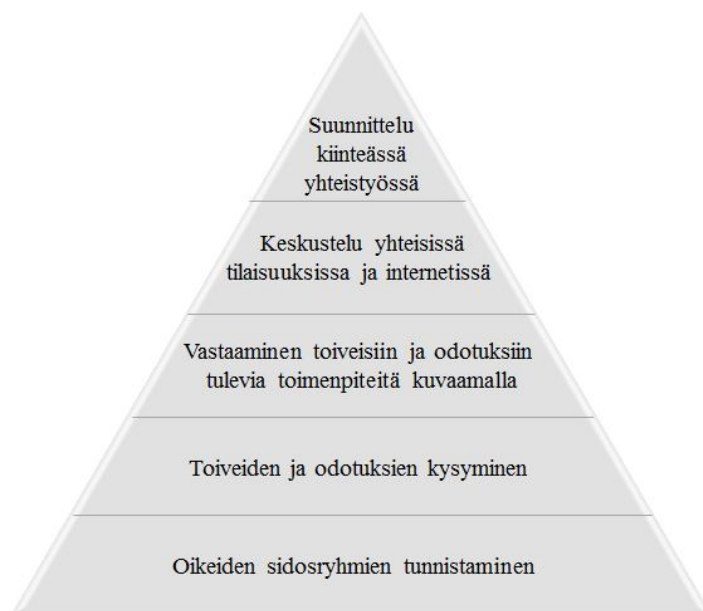 Suunnittelu
kiinteässä
yhteistyössä
Keskustelu yhteisissä
tilaisuuksissa ja internetissä
Vastaaminen toiveisiin ja odotuksiin
tulevia toimenpiteitä kuvaamalla
Toiveiden ja odotuksien kysyminen
Oikeiden sidosryhmien tunnistaminen